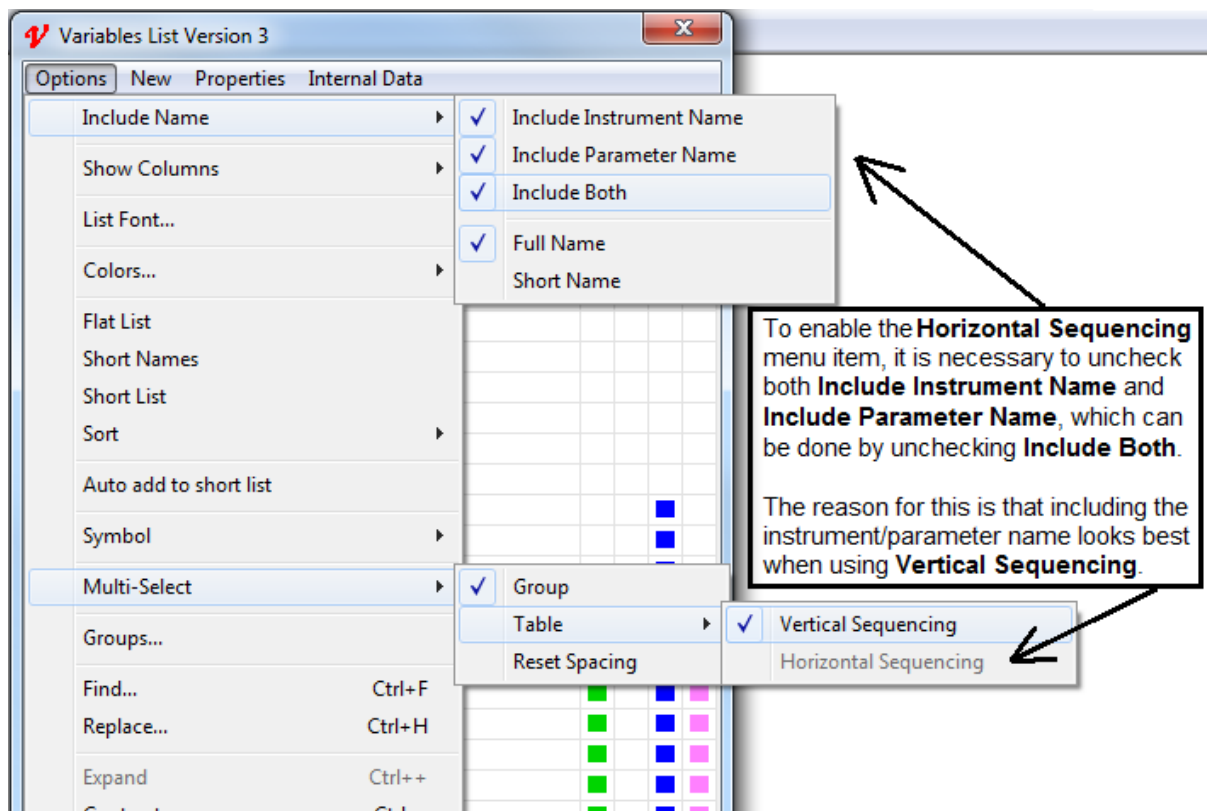 Variables List Version 3
X
Options New Properties Internal Data
Include Name
Show Columns
List Font...
Colors...
Flat List
Short Names
Short List
Sort
Auto add to short list
Symbol
Multi-Select
Groups...
Find... Ctrl+F
Replace... Ctrl+H
Expand Ctrl++
Include Instrument Name
Include Parameter Name
Include Both
Full Name
Short Name
Group
Table
Reset Spacing
Vertical Sequencing
Horizontal Sequencing
To enable the Horizontal Sequencing
menu item, it is necessary to uncheck
both Include Instrument Name and
Include Parameter Name, which can
be done by unchecking Include Both.
The reason for this is that including the
instrument/parameter name looks best
when using Vertical Sequencing.